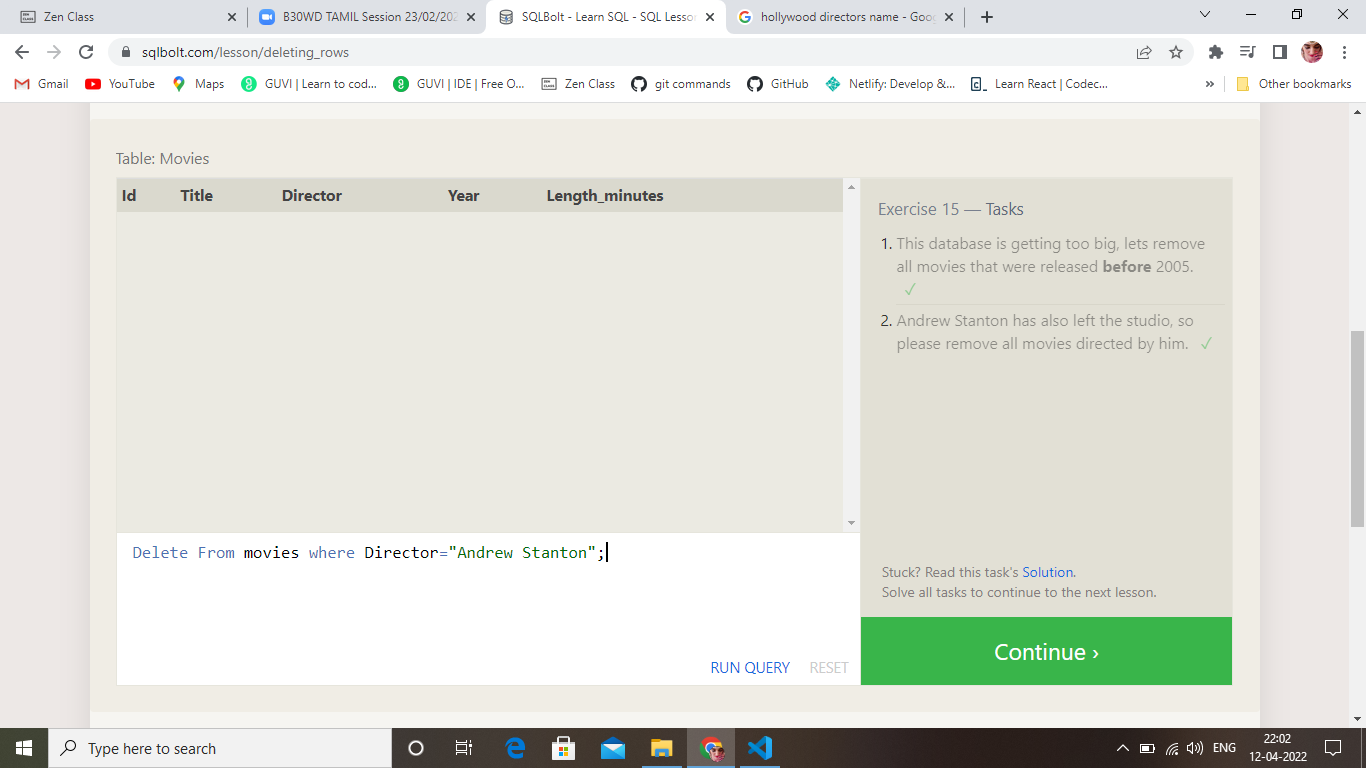 Zen Class
B30WD TAMIL Session 23/02/202
SQLBolt - Learn SQL - SQL Lesso
hollywood directors name - Goo
sqlbolt.com/lesson/deleting_rows
Gmail
YouTube
Maps
GUVI | Learn to cod...
GUVI | IDE | Free O...
Zen Class
git commands
GitHub
Netlify: Develop &...
Learn React | Codec...
»
Other bookmarks
Table: Movies
Id Title Director Year Length_minutes
Exercise 15 — Tasks
1. This database is getting too big, lets remove
all movies that were released before 2005.
✓
2. Andrew Stanton has also left the studio, so
please remove all movies directed by him. ✓
Delete From movies where Director="Andrew Stanton";
Stuck? Read this task's Solution.
Solve all tasks to continue to the next lesson.
RUN QUERY RESET
Continue ›
Type here to search
ENG
22:02
12-04-2022